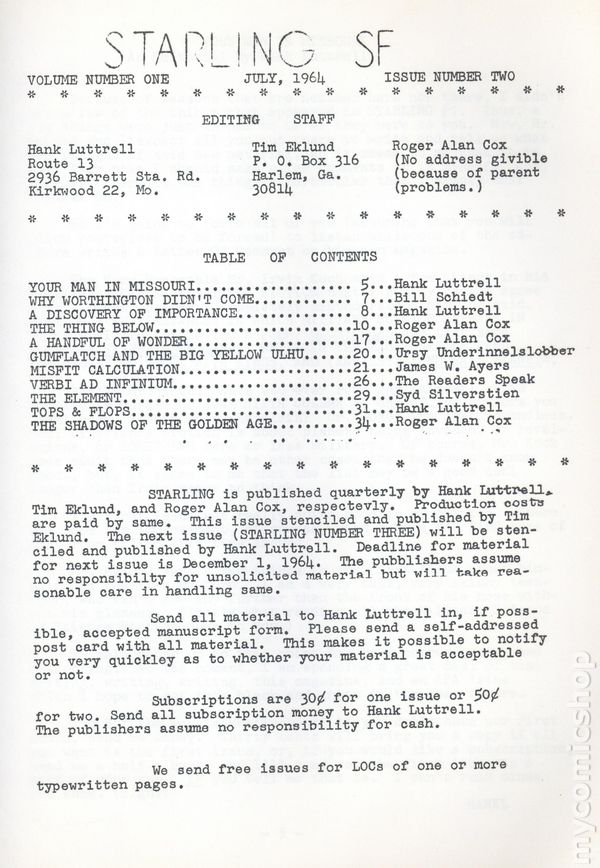 STARLING SF
VOLUME NUMBER ONE JULY, 1964 ISSUE NUMBER TWO
* * * * * * * * * * * * * * * * *
EDITING STAFF
Hank Luttrell Tim Eklund Roger Alan Cox
Route 13 P. O. Box 316 (No address givible
2936 Barrett Sta. Rd. Harlem, Ga. (because of parent
Kirkwood 22, Mo. 30814 (problems.)
* * * * * * * * * * * * * * * * *
TABLE OF CONTENTS
YOUR MAN IN MISSOURI................... 5...Hank Luttrell
WHY WORTHINGTON DIDN'T COME............ 7...Bill Schiedt
A DISCOVERY OF IMPORTANCE.............. 8...Hank Luttrell
THE THING BELOW........................10...Roger Alan Cox
A HANDFUL OF WONDER....................17...Roger Alan Cox
GUMFLATCH AND THE BIG YELLOW ULHU......20...Ursy Underinnelslobber
MISFIT CALCULATION.....................21...James W. Ayers
VERBI AD INFINIUM......................26...The Readers Speak
THE ELEMENT............................29...Syd Silverstien
TOPS & FLOPS...........................31...Hank Luttrell
THE SHADOWS OF THE GOLDEN AGE..........34...Roger Alan Cox
* * * * * * * * * * * * * * * * *
STARLING is published quarterly by Hank Luttrell,
Tim Eklund, and Roger Alan Cox, respectevly. Production costs
are paid by same. This issue stenciled and published by Tim
Eklund. The next issue (STARLING NUMBER THREE) will be sten-
ciled and published by Hank Luttrell. Deadline for material
for next issue is December 1, 1964. The pubblishers assume
no responsibilty for unsolicited material but will take rea-
sonable care in handling same.
Send all material to Hank Luttrell in, if poss-
ible, accepted manuscript form. Please send a self-addressed
post card with all material. This makes it possible to notify
you very quickley as to whether your material is acceptable
or not.
Subscriptions are 30¢ for one issue or 50¢
for two. Send all subscription money to Hank Luttrell.
The publishers assume no responsibility for cash.
We send free issues for LOCs of one or more
typewritten pages.
mycomicshop